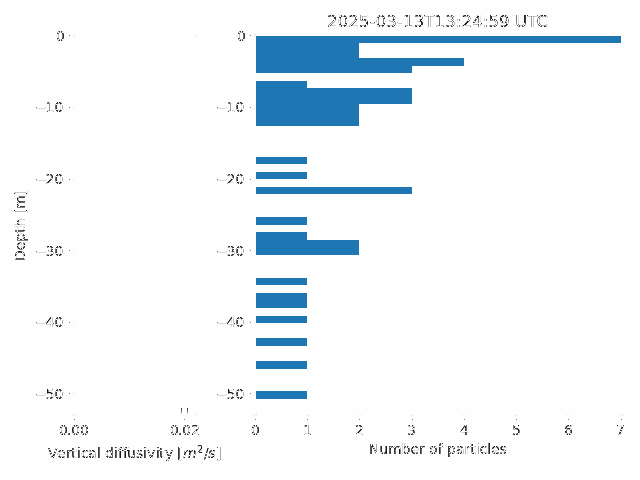 2025-03-13T13:24:59 UTC
0
−10
−20
−30
−40
−50
Depth [m]
0.00 0.02
Vertical diffusivity [m²/s]
0
−10
−20
−30
−40
−50
0 1 2 3 4 5 6 7
Number of particles